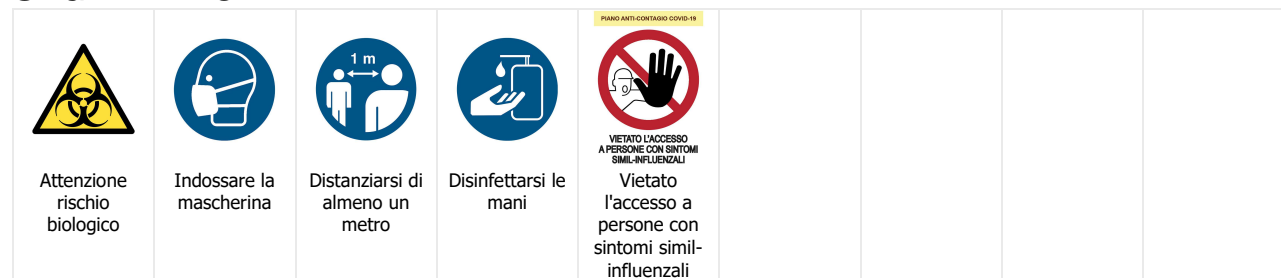 PIANO ANTI-CONTAGIO COVID-19
1 m
VIETATO L'ACCESSO
A PERSONE CON SINTOMI
SIMIL-INFLUENZALI
Attenzione
rischio
biologico
Indossare la
mascherina
Distanziarsi di
almeno un
metro
Disinfettarsi le
mani
Vietato
l'accesso a
persone con
sintomi simil-
influenzali